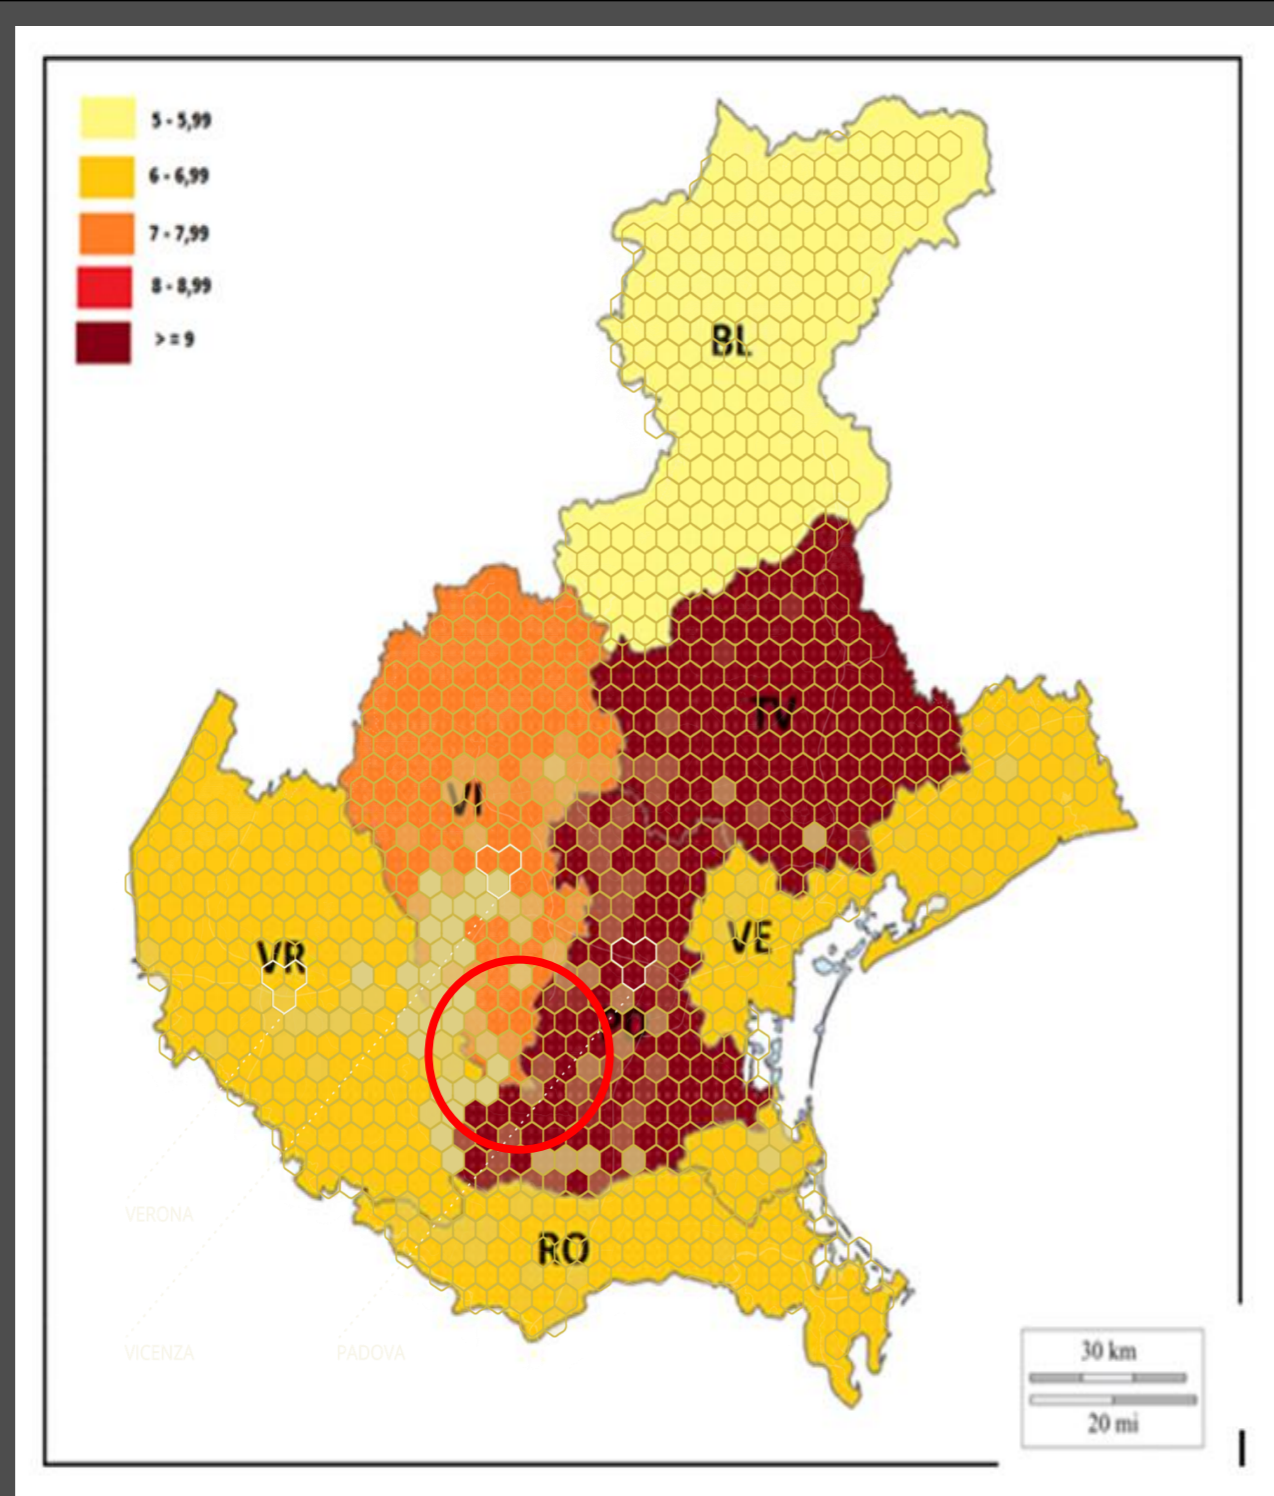 5 - 5,99
6 - 6,99
7 - 7,99
8 - 8,99
> = 9
BL
TV
VI
VE
VR
PD
VERONA
RO
VICENZA
PADOVA
30 km
20 mi